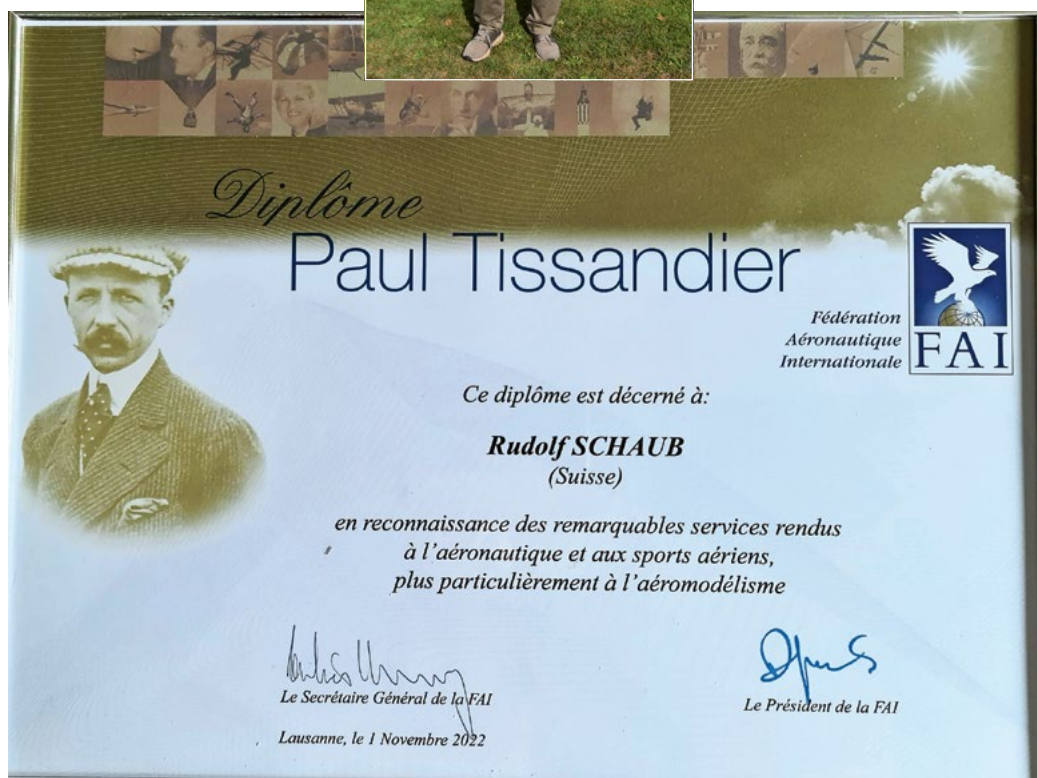 Diplôme
Paul Tissandier
Fédération
Aéronautique
Internationale
FAI
Ce diplôme est décerné à:
Rudolf SCHAUB
(Suisse)
en reconnaissance des remarquables services rendus
à l'aéronautique et aux sports aériens,
plus particulièrement à l'aéromodélisme
Le Secrétaire Général de la FAI
Le Président de la FAI
Lausanne, le 1 Novembre 2022